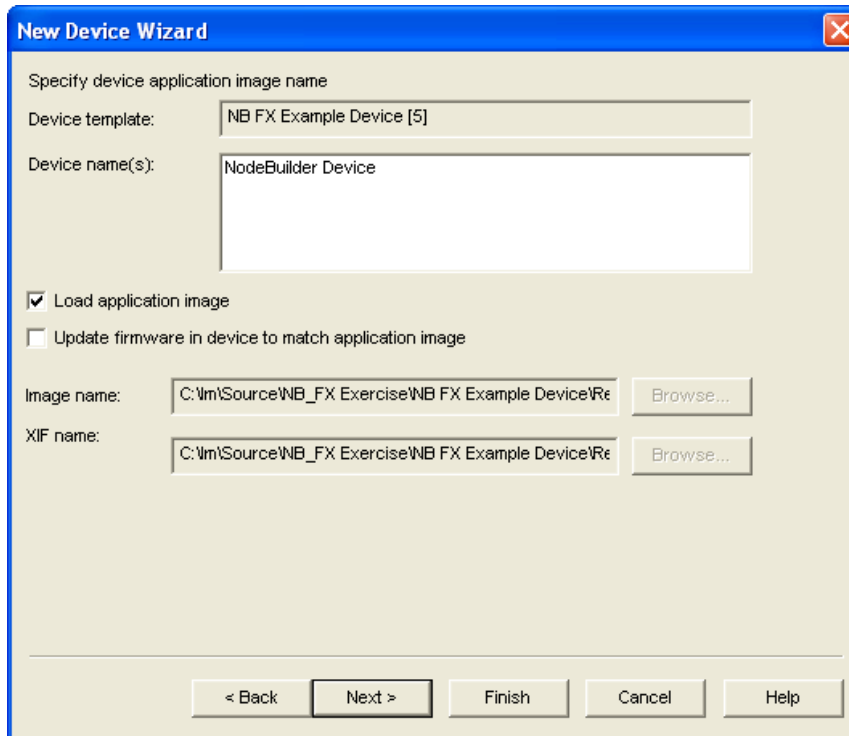 New Device Wizard
Specify device application image name
Device template: NB FX Example Device [5]
Device name(s): NodeBuilder Device
Load application image
Update firmware in device to match application image
Image name: C:\lm\Source\NB_FX Exercise\NB FX Example Device\Re Browse...
XIF name: C:\lm\Source\NB_FX Exercise\NB FX Example Device\Re Browse...
< Back Next > Finish Cancel Help